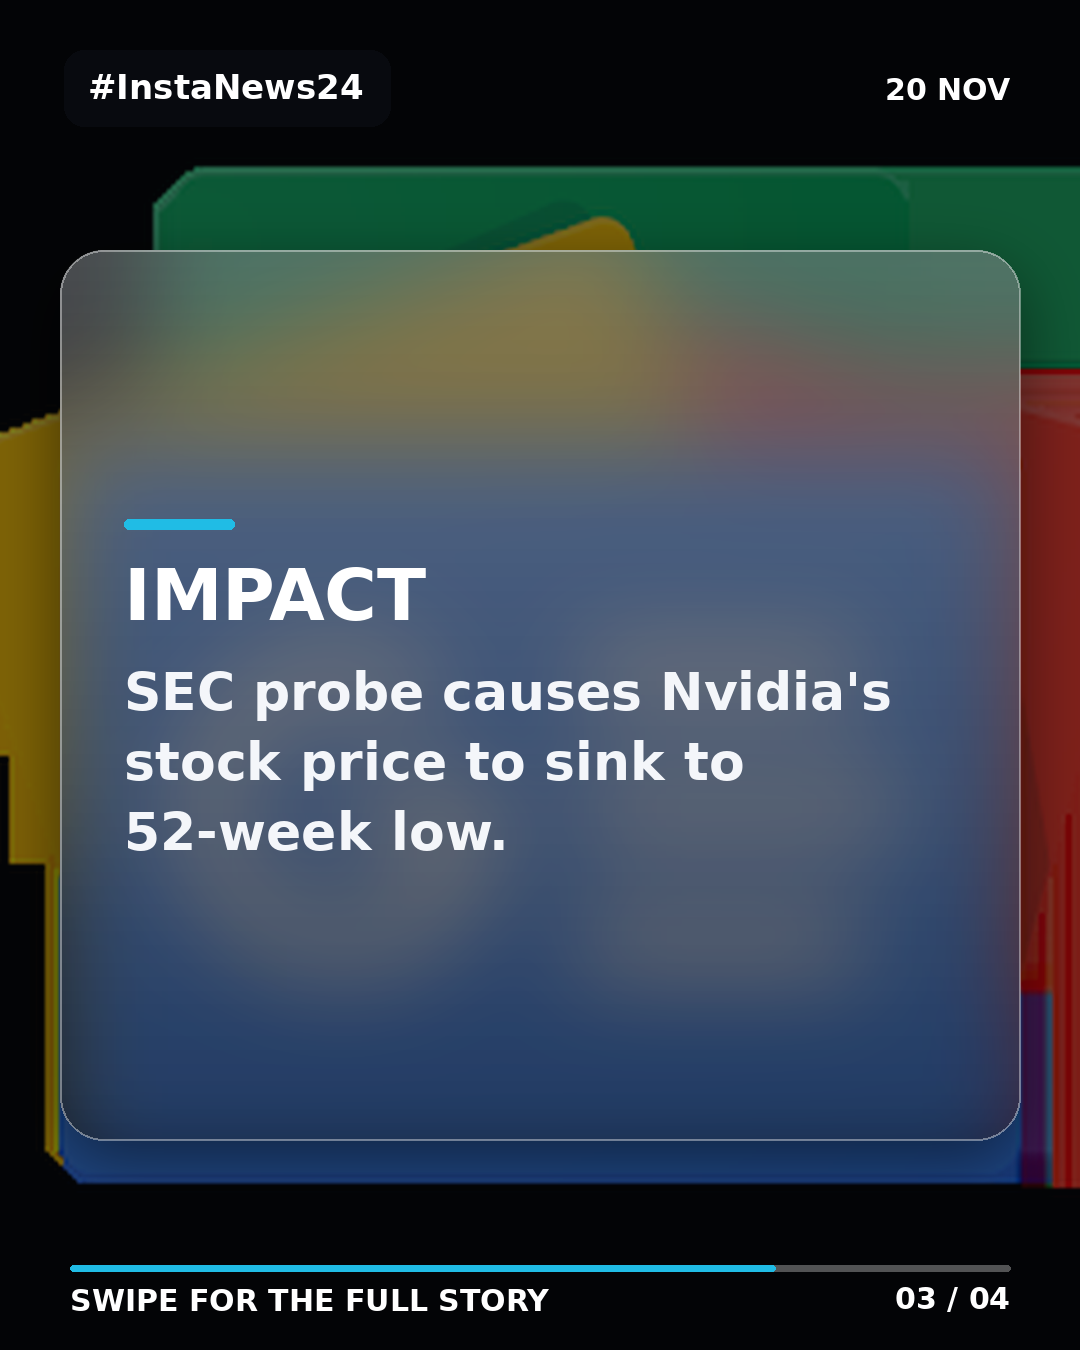 #InstaNews24
20 NOV
IMPACT
SEC probe causes Nvidia's
stock price to sink to
52-week low.
SWIPE FOR THE FULL STORY
03 / 04